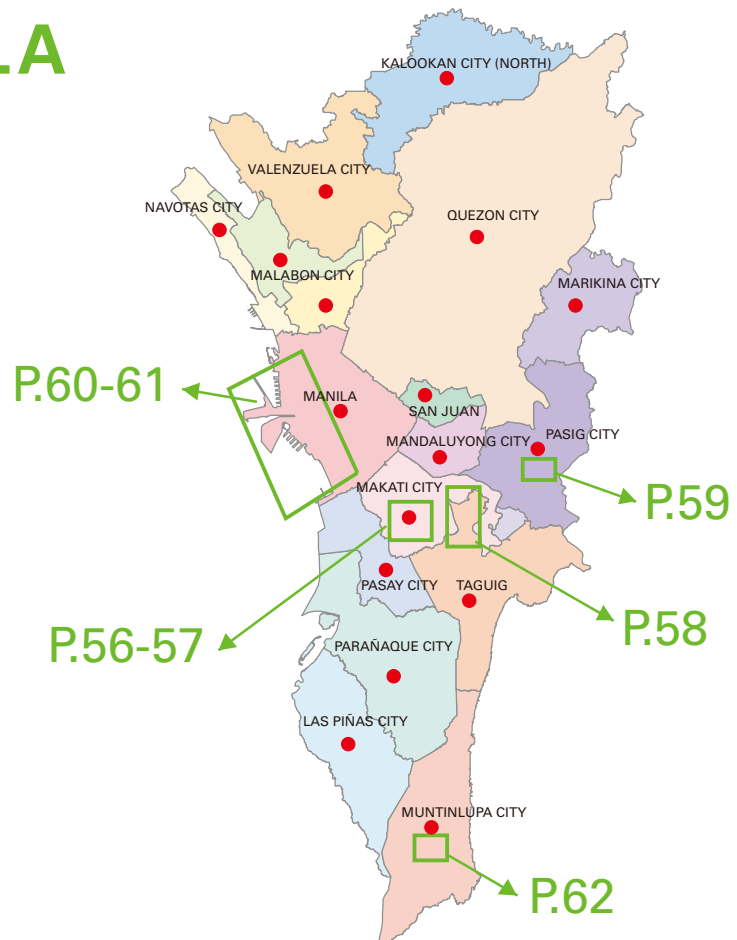 .A
KALOOKAN CITY (NORTH)
VALENZUELA CITY
NAVOTAS CITY
QUEZON CITY
MALABON CITY
MARIKINA CITY
P.60-61
MANILA
SAN JUAN
MANDALUYONG CITY
PASIG CITY
MAKATI CITY
P.59
PASAY CITY
TAGUIG
P.58
P.56-57
PARAÑAQUE CITY
LAS PIÑAS CITY
MUNTINLUPA CITY
P.62